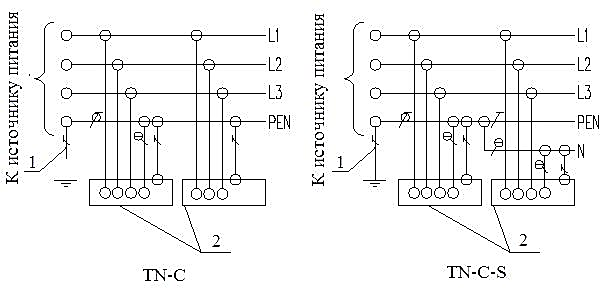 К источнику питания
L1
L2
L3
PEN
1
2
TN-C
К источнику питания
L1
L2
L3
PEN
N
1
2
TN-C-S